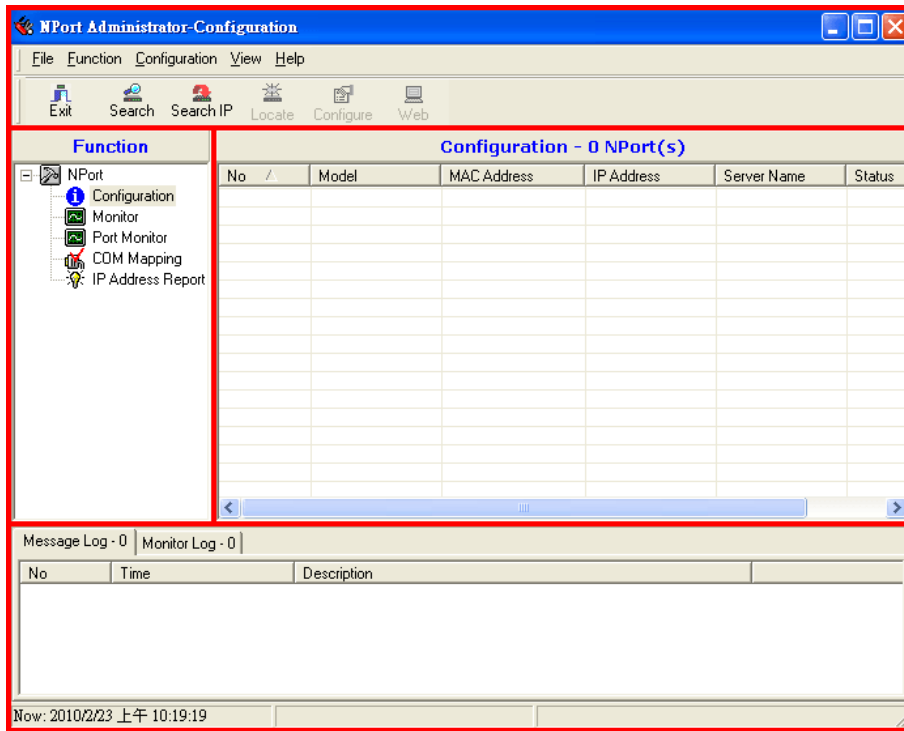 NPort Administrator-Configuration
File Function Configuration View Help
Exit Search Search IP Locate Configure Web
Function
NPort
Configuration
Monitor
Port Monitor
COM Mapping
IP Address Report
Configuration - 0 NPort(s)
No Model MAC Address IP Address Server Name Status
Message Log - 0 Monitor Log - 0
No Time Description
Now: 2010/2/23 上午 10:19:19